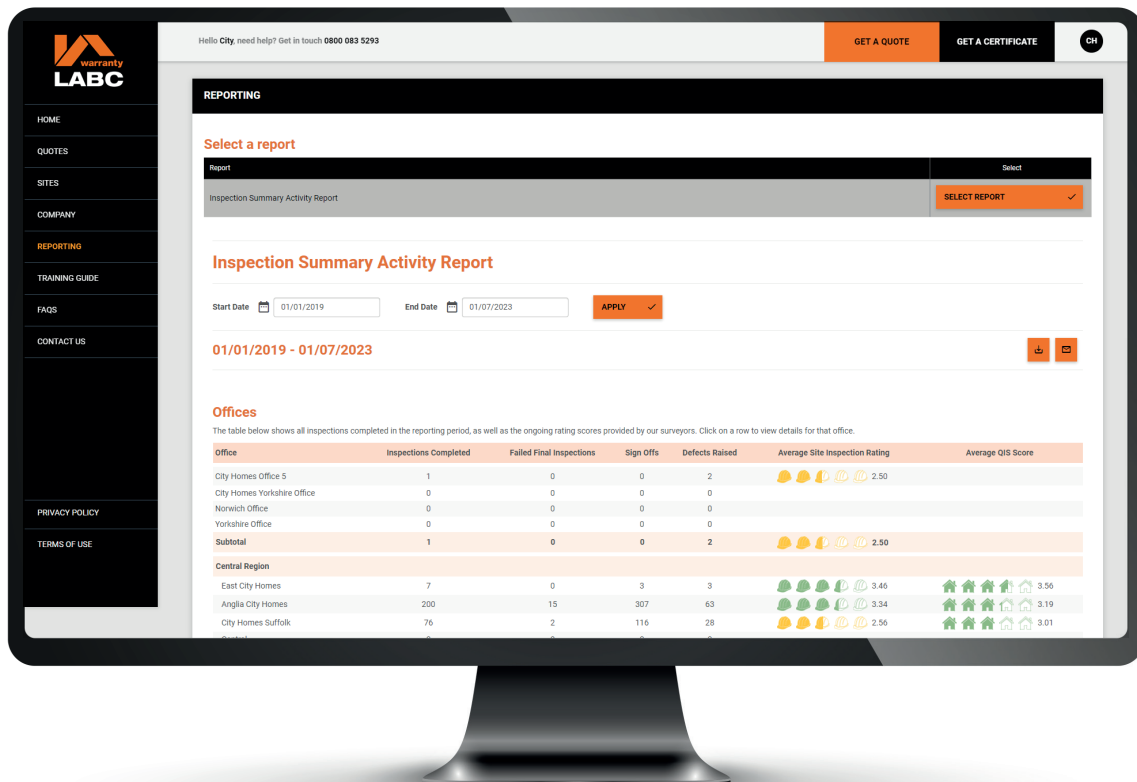 warranty
LABC
Hello City, need help? Get in touch 0800 083 5293
GET A QUOTE
GET A CERTIFICATE
CH
HOME
QUOTES
SITES
COMPANY
REPORTING
TRAINING GUIDE
FAQS
CONTACT US
PRIVACY POLICY
TERMS OF USE
REPORTING
Select a report
Report Select
Inspection Summary Activity Report SELECT REPORT
Inspection Summary Activity Report
Start Date 01/01/2019 End Date 01/07/2023 APPLY
01/01/2019 - 01/07/2023
Offices
The table below shows all inspections completed in the reporting period, as well as the ongoing rating scores provided by our surveyors. Click on a row to view details for that office.
Office Inspections Completed Failed Final Inspections Sign Offs Defects Raised Average Site Inspection Rating Average QIS Score
City Homes Office 5 1 0 0 2 2.50
City Homes Yorkshire Office 0 0 0 0
Norwich Office 0 0 0 0
Yorkshire Office 0 0 0 0
Subtotal 1 0 0 2 2.50
Central Region
East City Homes 7 0 3 3 3.46 3.56
Anglia City Homes 200 15 307 63 3.34 3.19
City Homes Suffolk 76 2 116 28 2.56 3.01